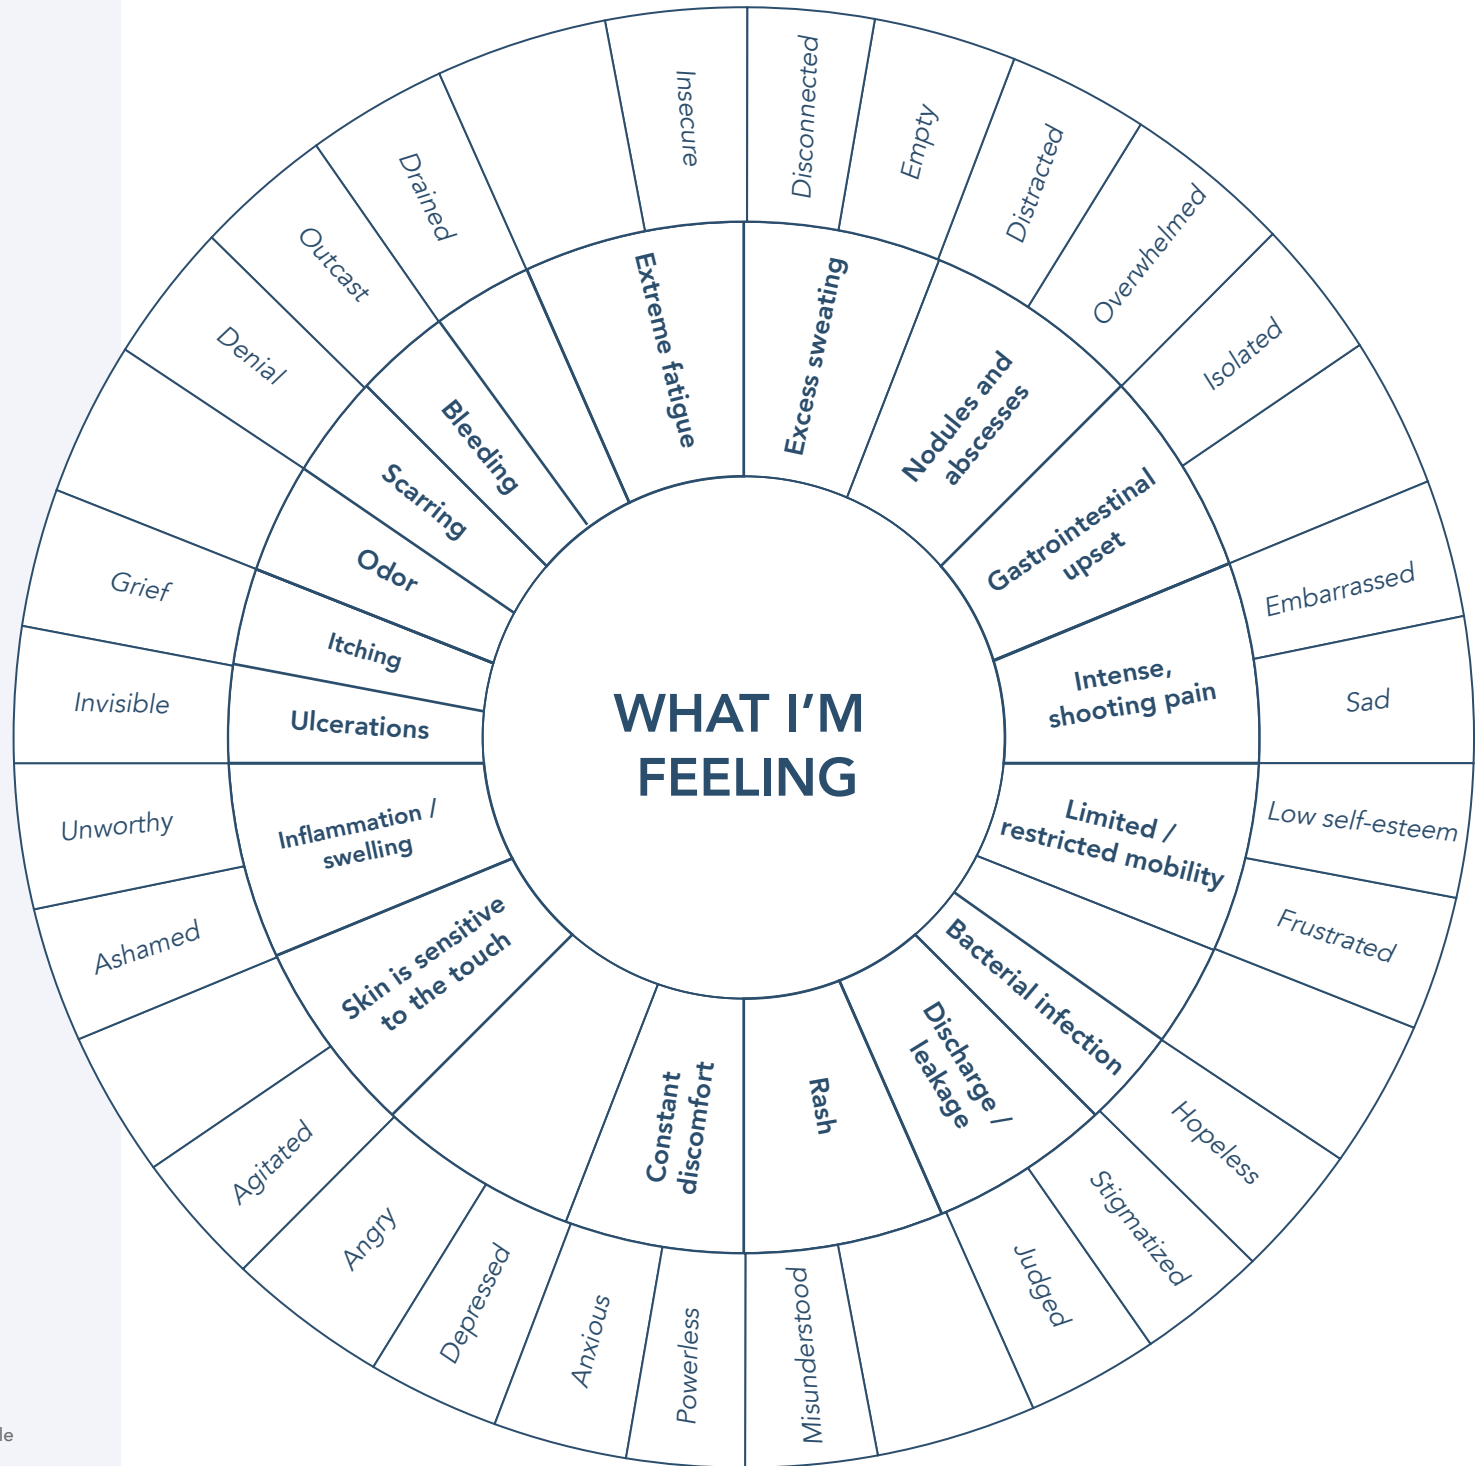 WHAT I’M
FEELING
Extreme fatigue
Excess sweating
Nodules and
abscesses
Gastrointestinal
upset
Intense,
shooting pain
Limited /
restricted mobility
Bacterial infection
Discharge /
leakage
Rash
Constant
discomfort
Skin is sensitive
to the touch
Inflammation /
swelling
Ulcerations
Itching
Odor
Scarring
Bleeding
Insecure
Disconnected
Empty
Distracted
Overwhelmed
Isolated
Embarrassed
Sad
Low self-esteem
Frustrated
Hopeless
Stigmatized
Judged
Misunderstood
Powerless
Anxious
Depressed
Angry
Agitated
Ashamed
Unworthy
Invisible
Grief
Denial
Outcast
Drained